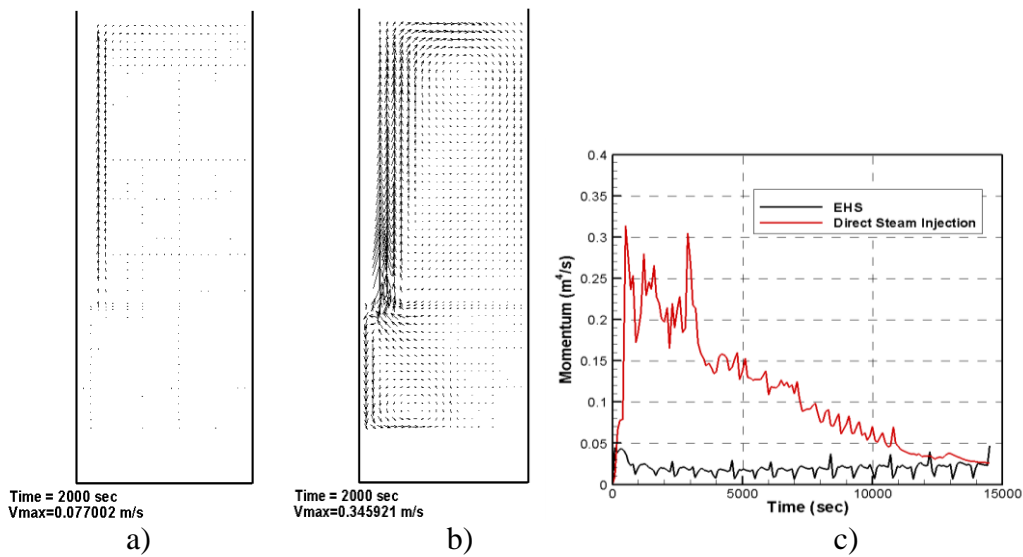 Time = 2000 sec
Vmax=0.077002 m/s
a)
Time = 2000 sec
Vmax=0.345921 m/s
b)
0.4
0.35
0.3
0.25
0.2
0.15
0.1
0.05
0
Momentum (m⁴/s)
EHS
Direct Steam Injection
0 5000 10000 15000
Time (sec)
c)